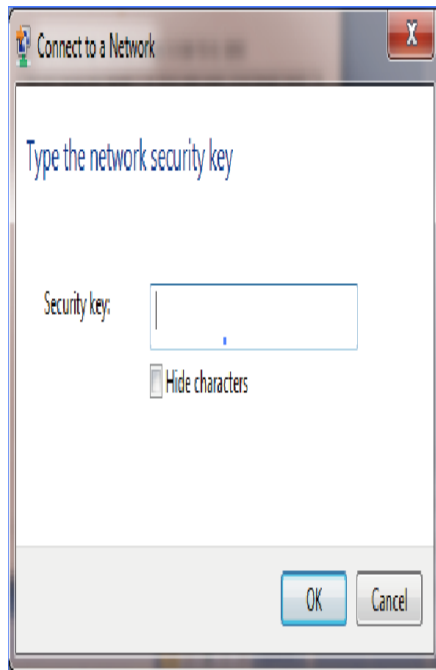 Connect to a Network
Type the network security key
Security key:
Hide characters
OK Cancel